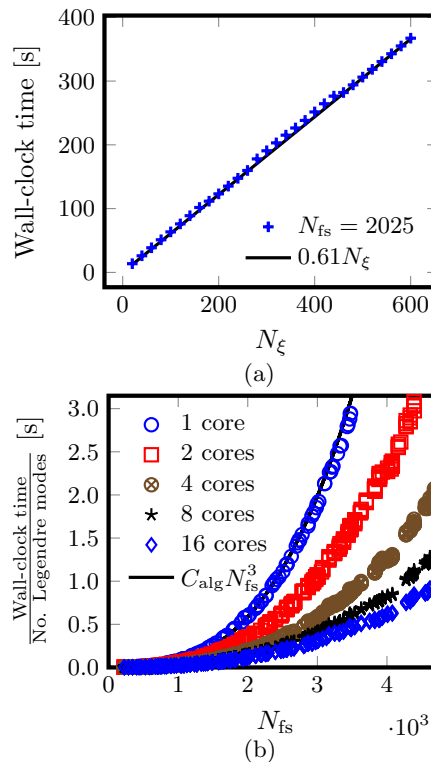 400
300
200
100
0
Wall-clock time [s]
N_fs = 2025
0.61N_ξ
0 200 400 600
N_ξ
(a)
3.0
2.5
2.0
1.5
1.0
0.5
0.0
Wall-clock time
No. Legendre modes
[s]
1 core
2 cores
4 cores
8 cores
16 cores
C_alg N_fs^3
0 1 2 3 4
N_fs
·10^3
(b)